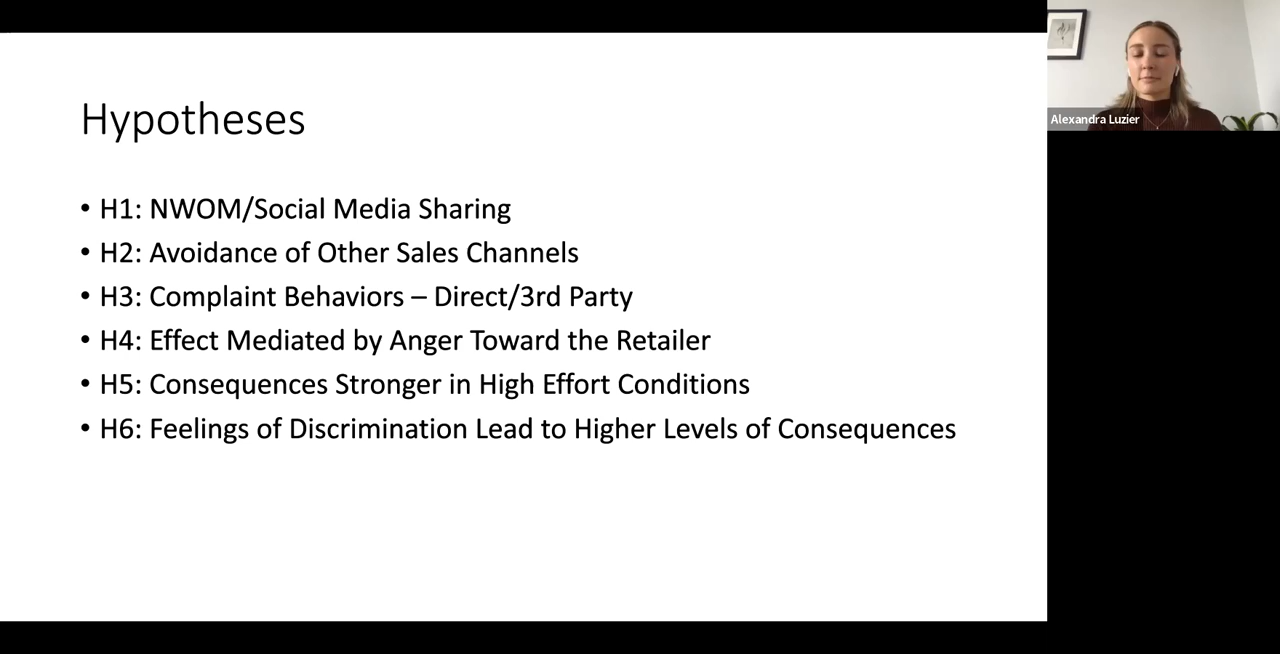 Hypotheses
• H1: NWOM/Social Media Sharing
• H2: Avoidance of Other Sales Channels
• H3: Complaint Behaviors – Direct/3rd Party
• H4: Effect Mediated by Anger Toward the Retailer
• H5: Consequences Stronger in High Effort Conditions
• H6: Feelings of Discrimination Lead to Higher Levels of Consequences
Alexandra Luzier